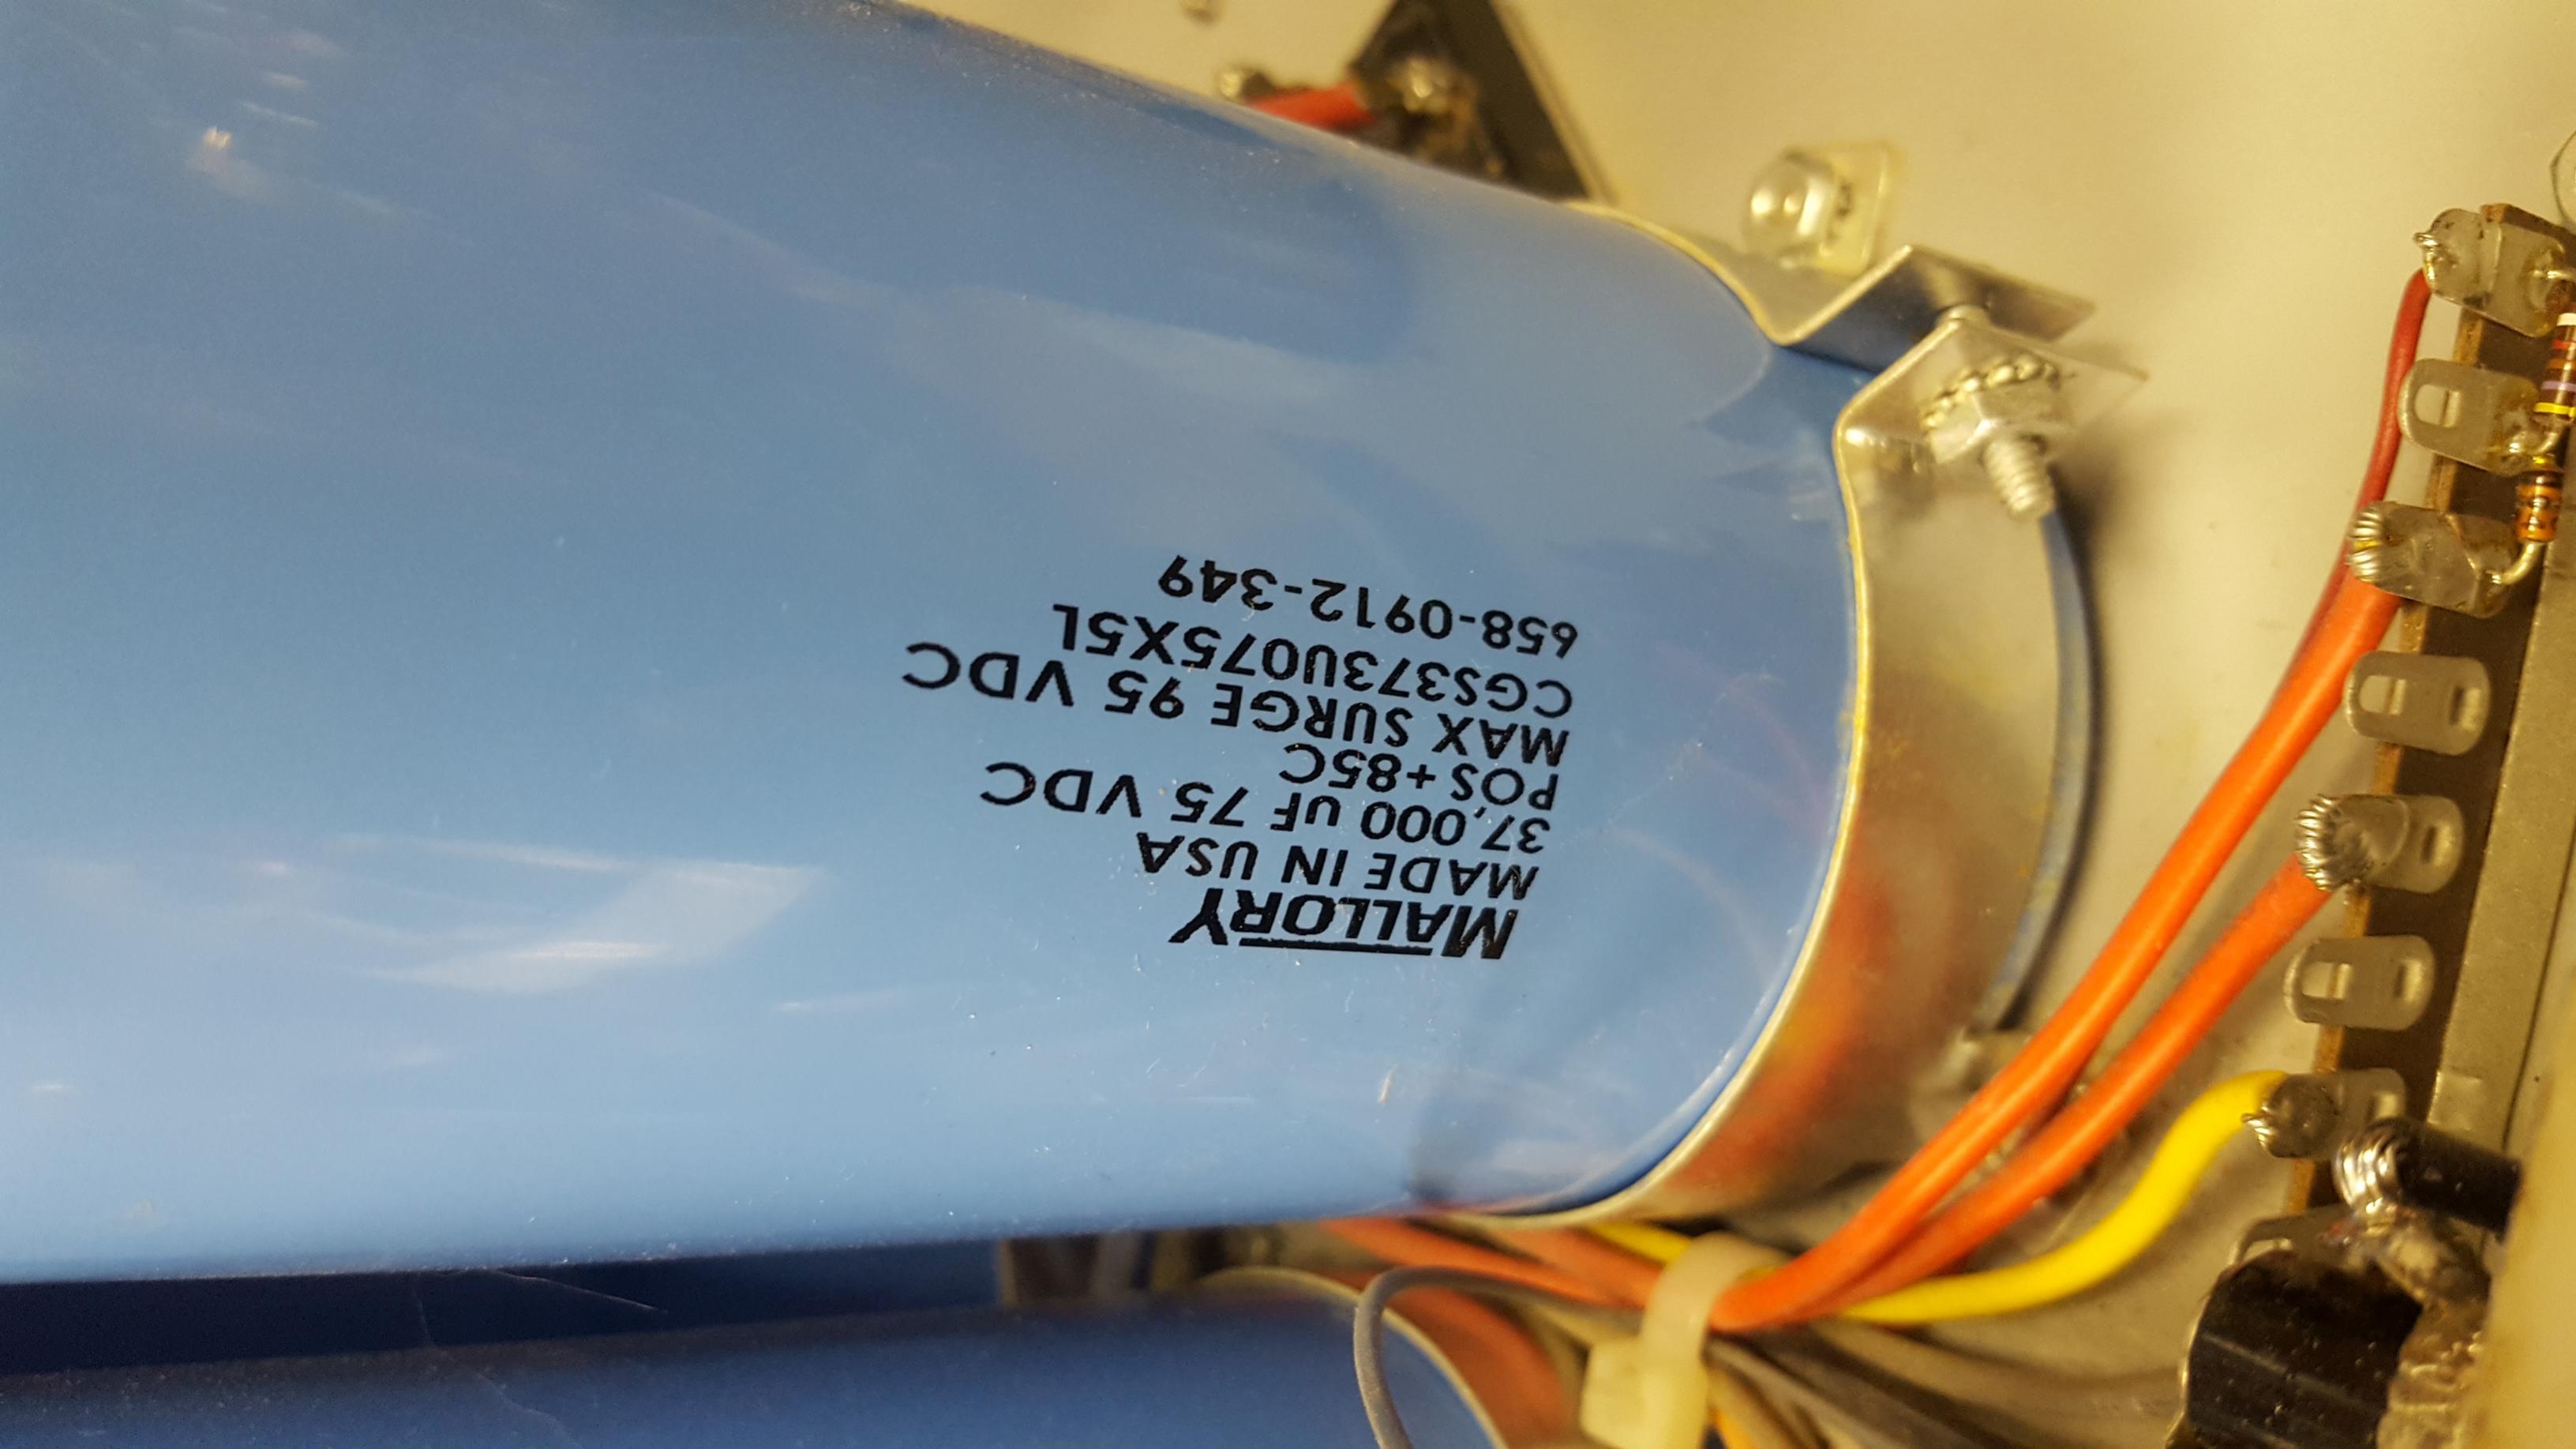 MALLORY
MADE IN USA
37,000 uF 75 VDC
POS +85C
MAX SURGE 95 VDC
CGS373U075X5L
658-0912-349